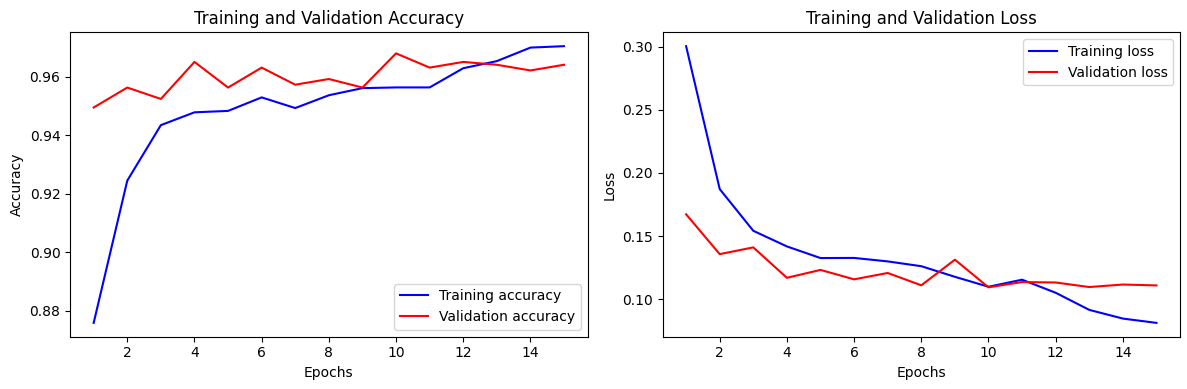 Training and Validation Accuracy
0.96
0.94
0.92
0.90
0.88
Accuracy
2 4 6 8 10 12 14
Epochs
Training accuracy
Validation accuracy
Training and Validation Loss
0.30
0.25
0.20
0.15
0.10
Loss
2 4 6 8 10 12 14
Epochs
Training loss
Validation loss